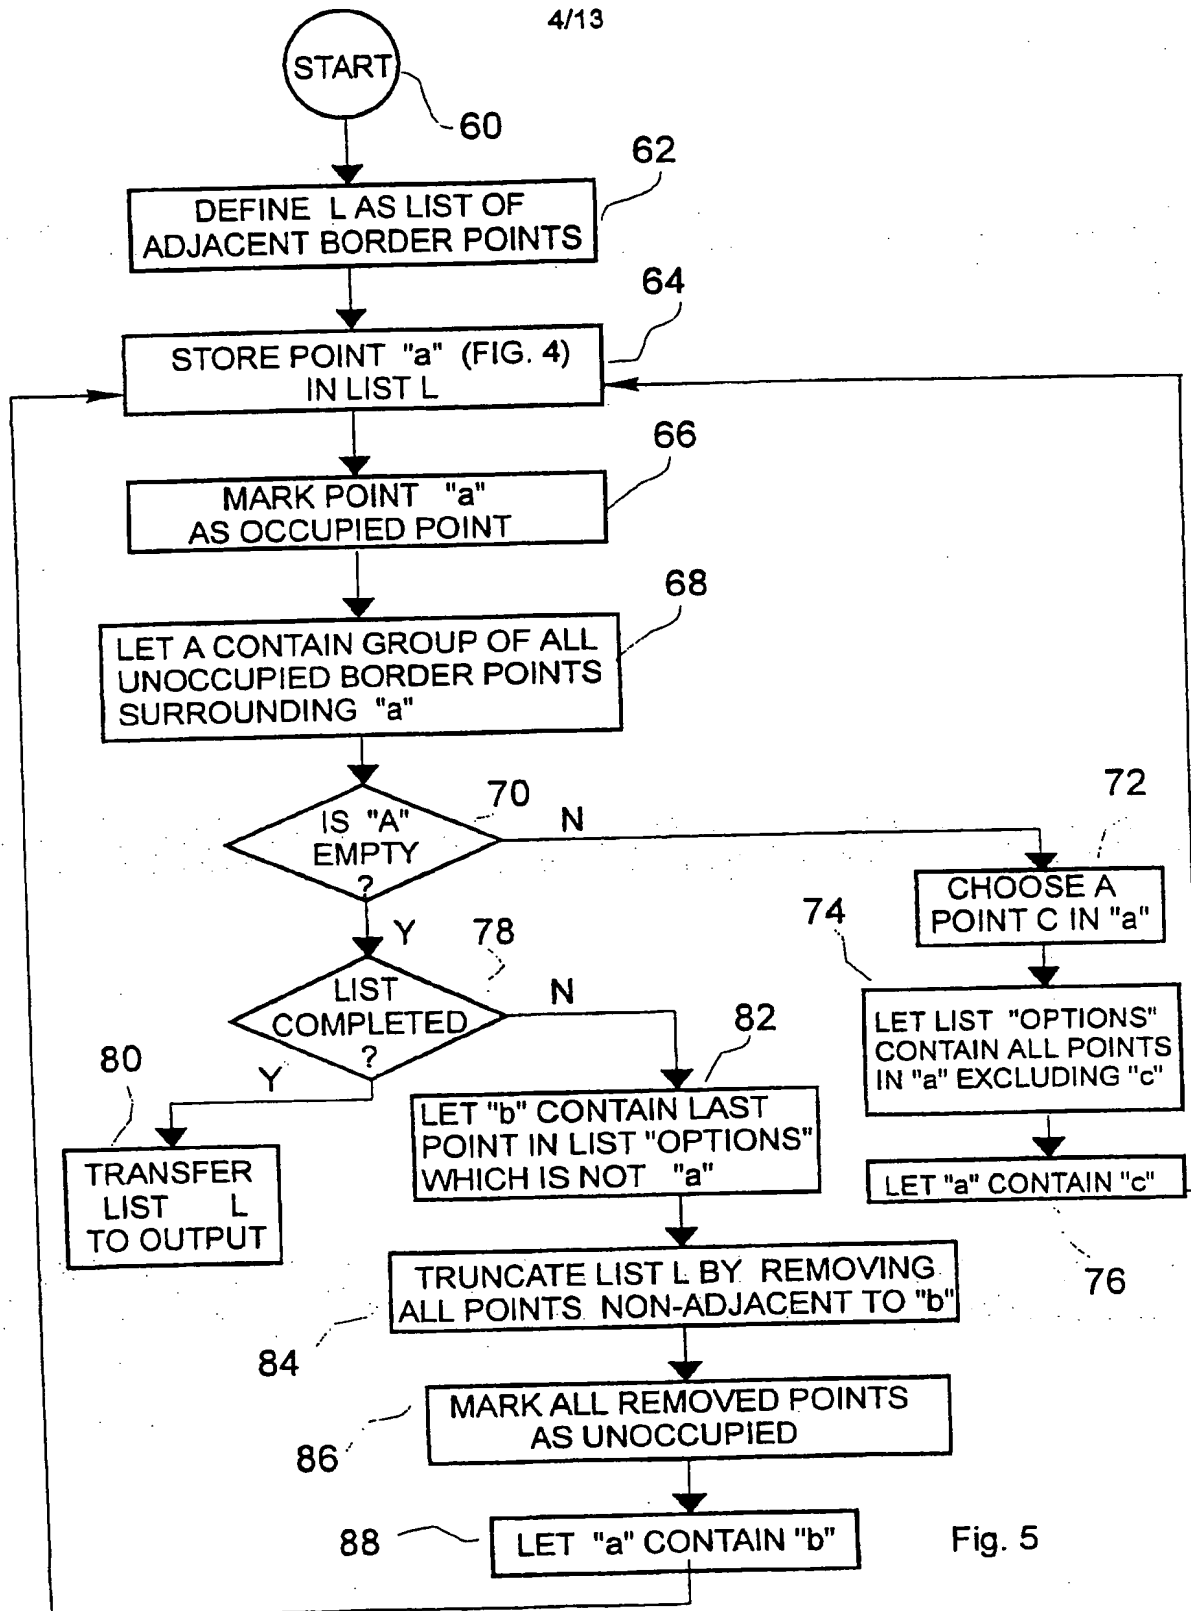 4/13
START
60
62
DEFINE L AS LIST OF
ADJACENT BORDER POINTS
64
STORE POINT "a" (FIG. 4)
IN LIST L
66
MARK POINT "a"
AS OCCUPIED POINT
68
LET A CONTAIN GROUP OF ALL
UNOCCUPIED BORDER POINTS
SURROUNDING "a"
70
IS "A"
EMPTY
?
N
Y
72
CHOOSE A
POINT C IN "a"
74
LET LIST "OPTIONS"
CONTAIN ALL POINTS
IN "a" EXCLUDING "c"
LET "a" CONTAIN "c"
76
78
LIST
COMPLETED
?
N
Y
80
TRANSFER
LIST L
TO OUTPUT
82
LET "b" CONTAIN LAST
POINT IN LIST "OPTIONS"
WHICH IS NOT "a"
TRUNCATE LIST L BY REMOVING
ALL POINTS NON-ADJACENT TO "b"
84
MARK ALL REMOVED POINTS
AS UNOCCUPIED
86
LET "a" CONTAIN "b"
88
Fig. 5